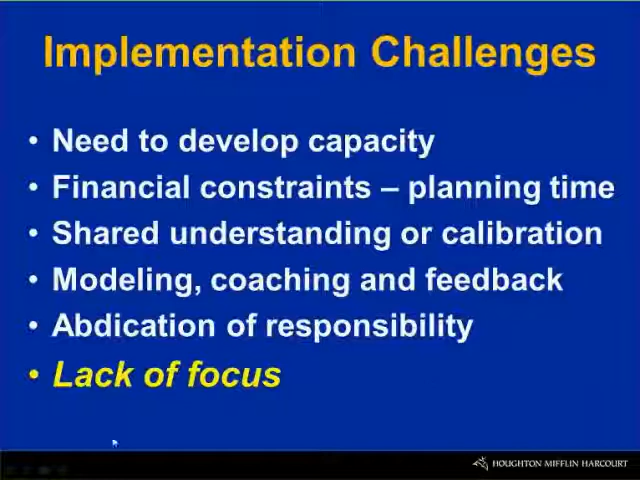 Implementation Challenges
• Need to develop capacity
• Financial constraints – planning time
• Shared understanding or calibration
• Modeling, coaching and feedback
• Abdication of responsibility
• Lack of focus
HOUGHTON MIFFLIN HARCOURT